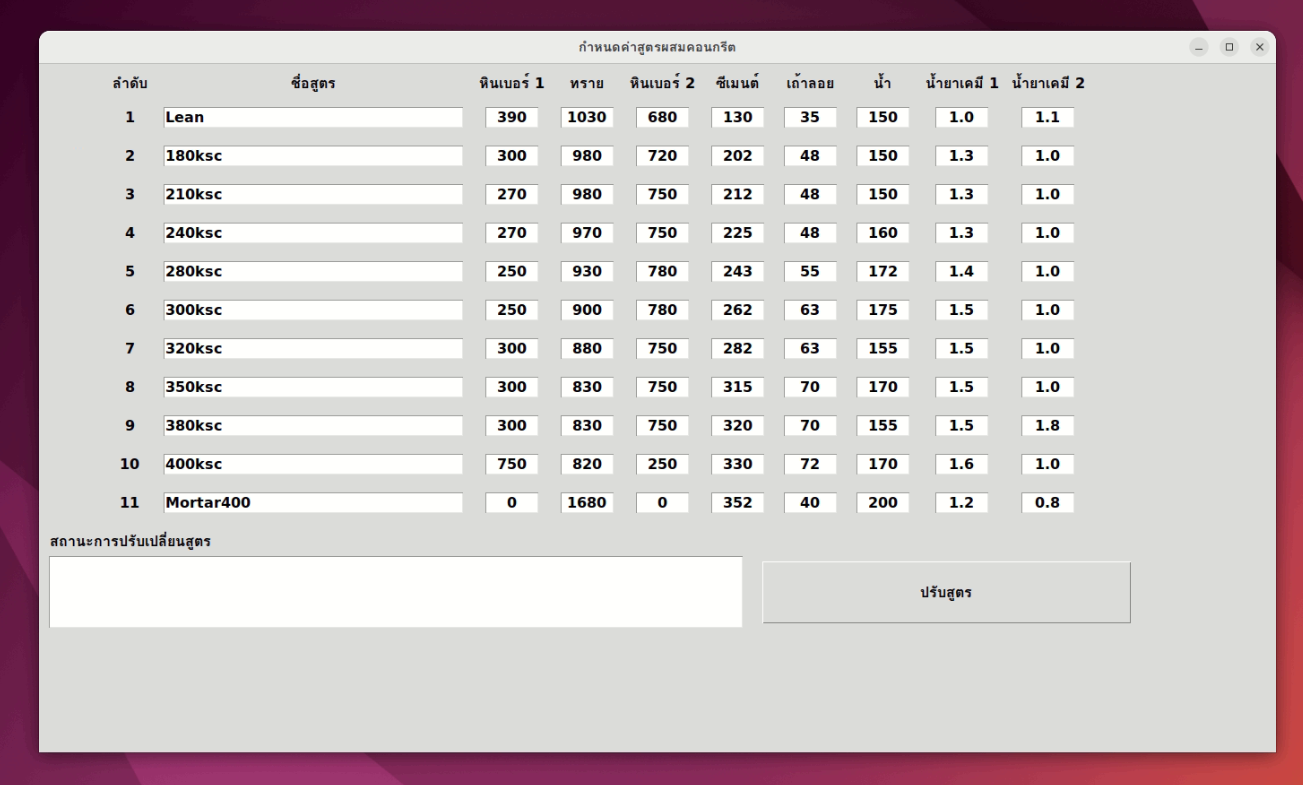 กำหนดค่าสูตรผสมคอนกรีต
ลำดับ ชื่อสูตร หินเบอร์ 1 ทราย หินเบอร์ 2 ซีเมนต์ เถ้าลอย น้ำ น้ำยาเคมี 1 น้ำยาเคมี 2
1 Lean 390 1030 680 130 35 150 1.0 1.1
2 180ksc 300 980 720 202 48 150 1.3 1.0
3 210ksc 270 980 750 212 48 150 1.3 1.0
4 240ksc 270 970 750 225 48 160 1.3 1.0
5 280ksc 250 930 780 243 55 172 1.4 1.0
6 300ksc 250 900 780 262 63 175 1.5 1.0
7 320ksc 300 880 750 282 63 155 1.5 1.0
8 350ksc 300 830 750 315 70 170 1.5 1.0
9 380ksc 300 830 750 320 70 155 1.5 1.8
10 400ksc 750 820 250 330 72 170 1.6 1.0
11 Mortar400 0 1680 0 352 40 200 1.2 0.8
สถานะการปรับเปลี่ยนสูตร
ปรับสูตร